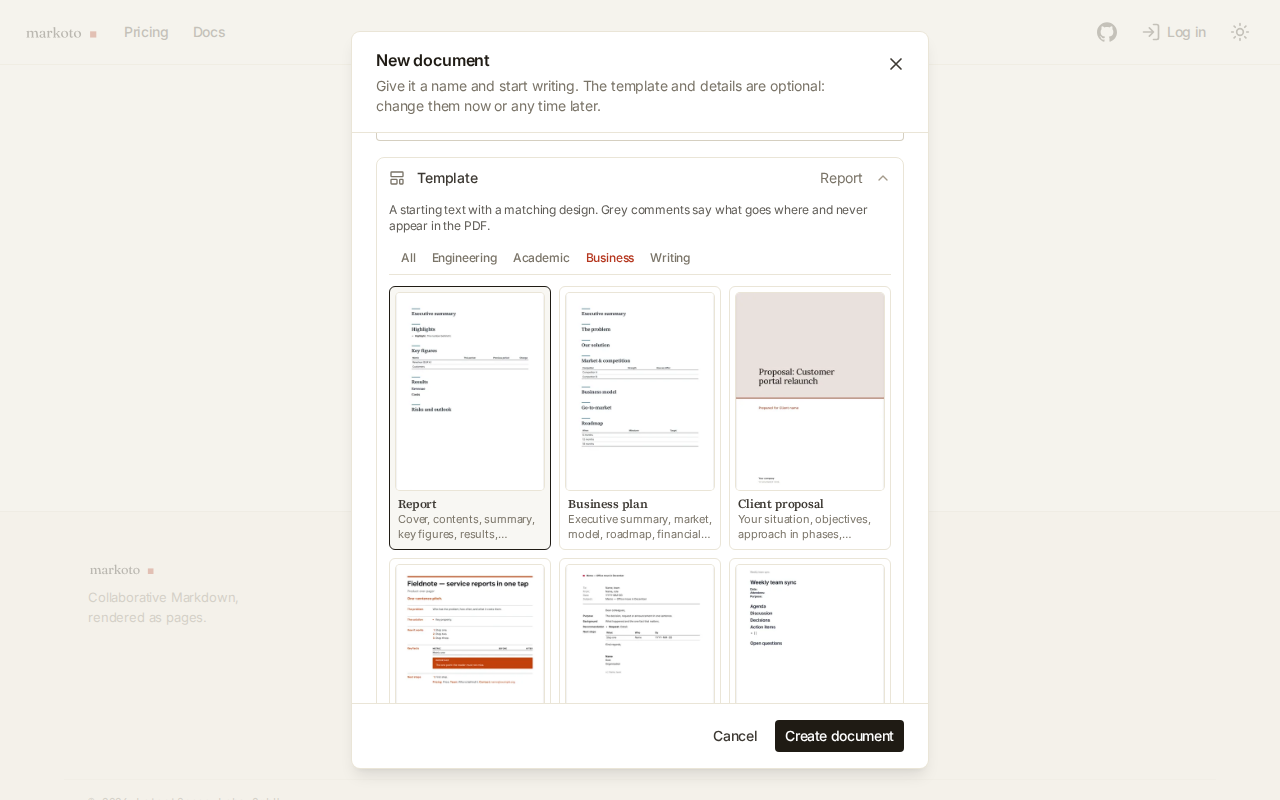 markoto
Pricing
Docs
Log in
New document
Give it a name and start writing. The template and details are optional:
change them now or any time later.
Template
Report
A starting text with a matching design. Grey comments say what goes where and never
appear in the PDF.
All
Engineering
Academic
Business
Writing
Executive summary
Highlights
Key figures
Results
Risks and outlook
Executive summary
The problem
Our solution
Market & competition
Business model
Go-to-market
Roadmap
Proposal: Customer
portal relaunch
Proposed for Client name
Report
Cover, contents, summary,
key figures, results,...
Business plan
Executive summary, market,
model, roadmap, financial...
Client proposal
Your situation, objectives,
approach in phases,...
Fieldnote — service reports in one tap
Weekly team sync
Agenda
Discussion
Decisions
Action items
Open questions
markoto
Collaborative Markdown,
rendered as pages.
Cancel
Create document